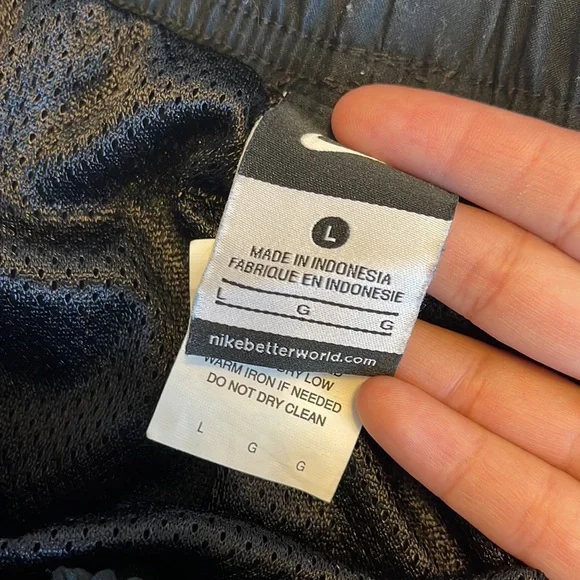 L
MADE IN INDONESIA
FABRIQUE EN INDONESIE
L G G
nikebetterworld.com
DRY LOW
WARM IRON IF NEEDED
DO NOT DRY CLEAN
L G G